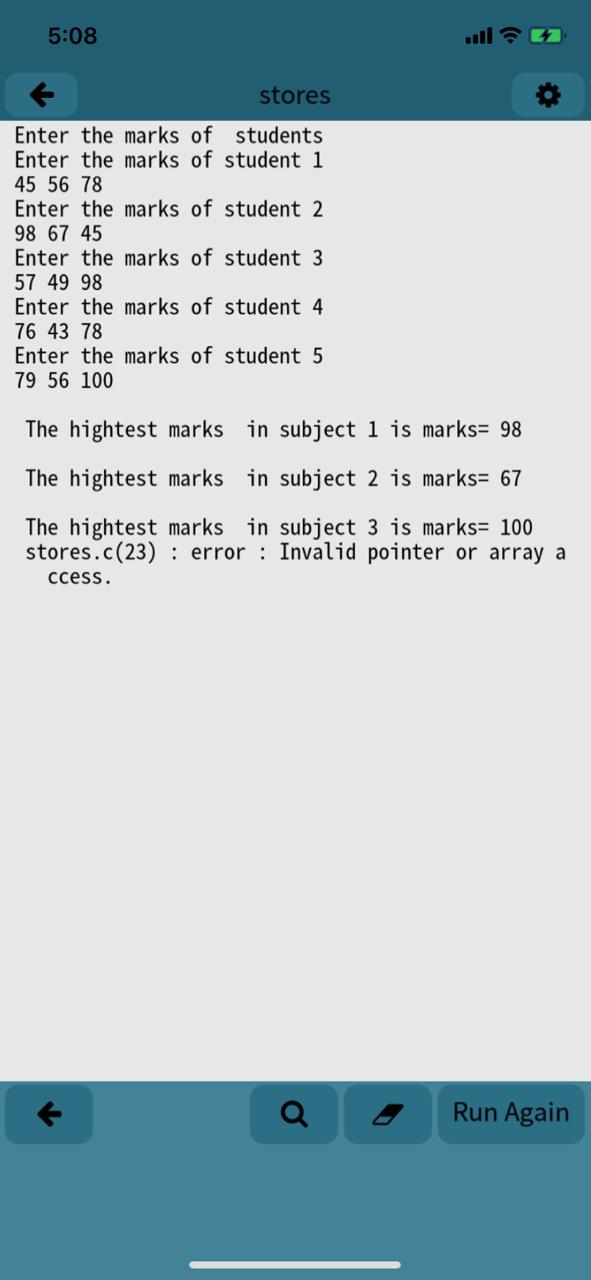 5:08
stores
Enter the marks of  students
Enter the marks of student 1
45 56 78
Enter the marks of student 2
98 67 45
Enter the marks of student 3
57 49 98
Enter the marks of student 4
76 43 78
Enter the marks of student 5
79 56 100
The hightest marks  in subject 1 is marks= 98
The hightest marks  in subject 2 is marks= 67
The hightest marks  in subject 3 is marks= 100
stores.c(23) : error : Invalid pointer or array a
ccess.
Run Again